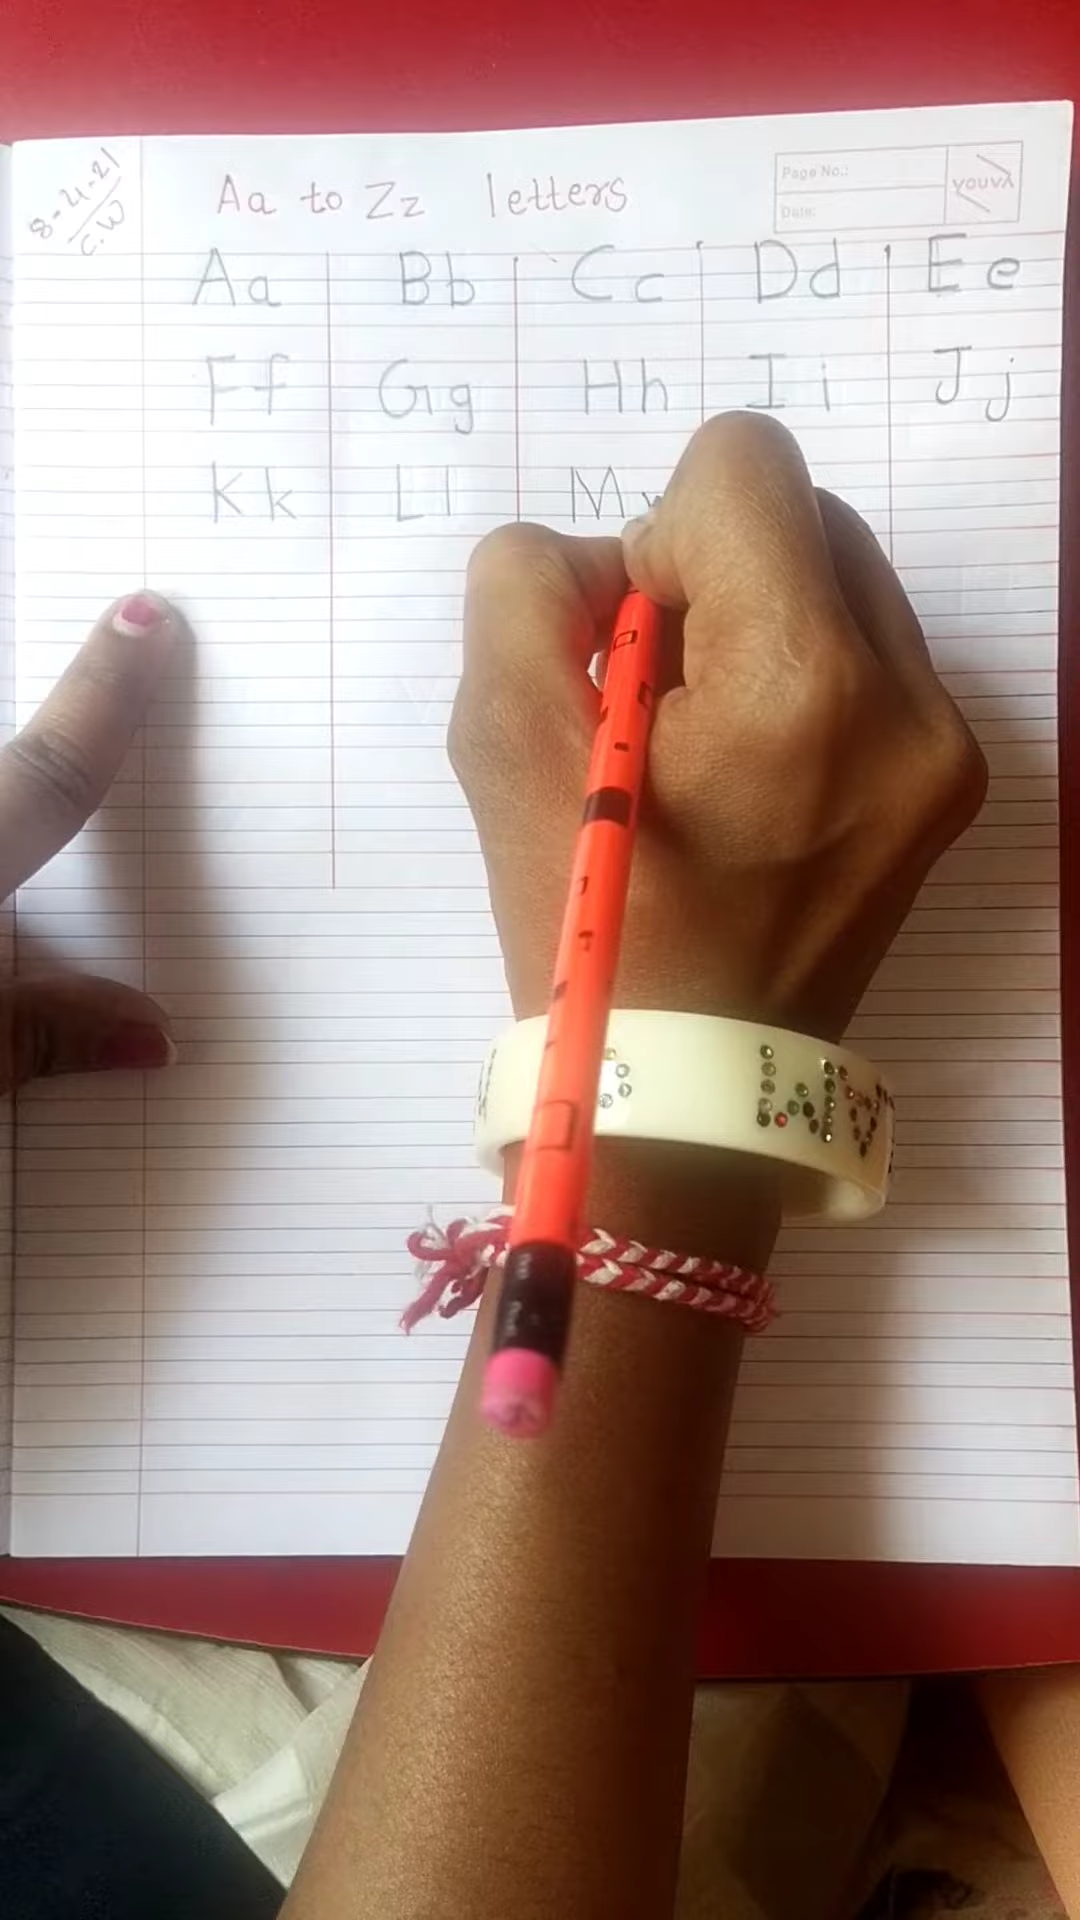 8-4-21
C.W
Aa to Zz letters
Page No.:
Date:
youva
Aa Bb Cc Dd Ee
Ff Gg Hh Ii Jj
Kk Ll M